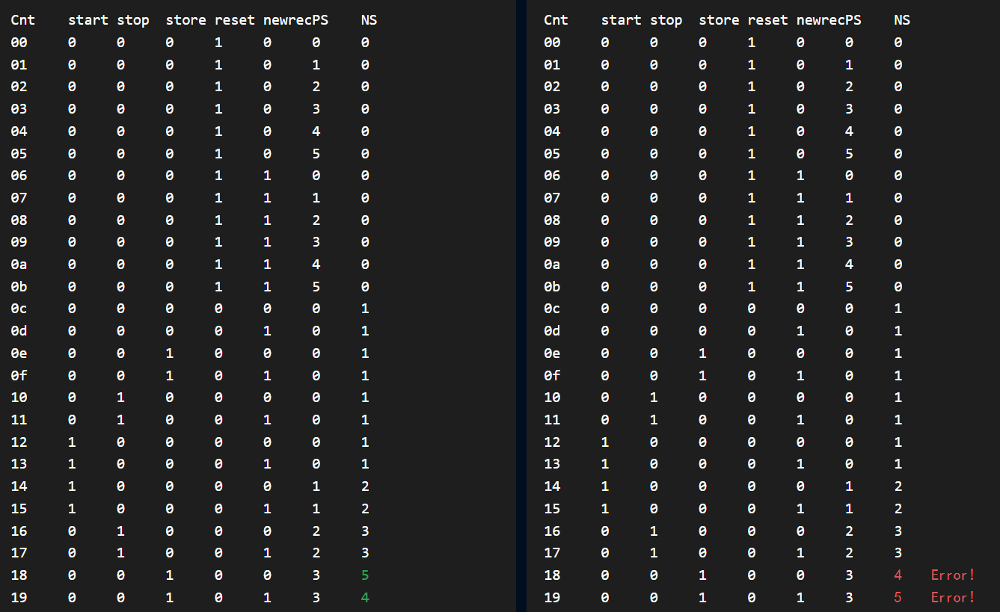 Cnt start stop store reset newrecPS NS
00 0 0 0 1 0 0 0
01 0 0 0 1 0 1 0
02 0 0 0 1 0 2 0
03 0 0 0 1 0 3 0
04 0 0 0 1 0 4 0
05 0 0 0 1 0 5 0
06 0 0 0 1 1 0 0
07 0 0 0 1 1 1 0
08 0 0 0 1 1 2 0
09 0 0 0 1 1 3 0
0a 0 0 0 1 1 4 0
0b 0 0 0 1 1 5 0
0c 0 0 0 0 0 0 1
0d 0 0 0 0 1 0 1
0e 0 0 1 0 0 0 1
0f 0 0 1 0 1 0 1
10 0 1 0 0 0 0 1
11 0 1 0 0 1 0 1
12 1 0 0 0 0 0 1
13 1 0 0 0 1 0 1
14 1 0 0 0 0 1 2
15 1 0 0 0 1 1 2
16 0 1 0 0 0 2 3
17 0 1 0 0 1 2 3
18 0 0 1 0 0 3 5
19 0 0 1 0 1 3 4
Cnt start stop store reset newrecPS NS
00 0 0 0 1 0 0 0
01 0 0 0 1 0 1 0
02 0 0 0 1 0 2 0
03 0 0 0 1 0 3 0
04 0 0 0 1 0 4 0
05 0 0 0 1 0 5 0
06 0 0 0 1 1 0 0
07 0 0 0 1 1 1 0
08 0 0 0 1 1 2 0
09 0 0 0 1 1 3 0
0a 0 0 0 1 1 4 0
0b 0 0 0 1 1 5 0
0c 0 0 0 0 0 0 1
0d 0 0 0 0 1 0 1
0e 0 0 1 0 0 0 1
0f 0 0 1 0 1 0 1
10 0 1 0 0 0 0 1
11 0 1 0 0 1 0 1
12 1 0 0 0 0 0 1
13 1 0 0 0 1 0 1
14 1 0 0 0 0 1 2
15 1 0 0 0 1 1 2
16 0 1 0 0 0 2 3
17 0 1 0 0 1 2 3
18 0 0 1 0 0 3 4 Error!
19 0 0 1 0 1 3 5 Error!